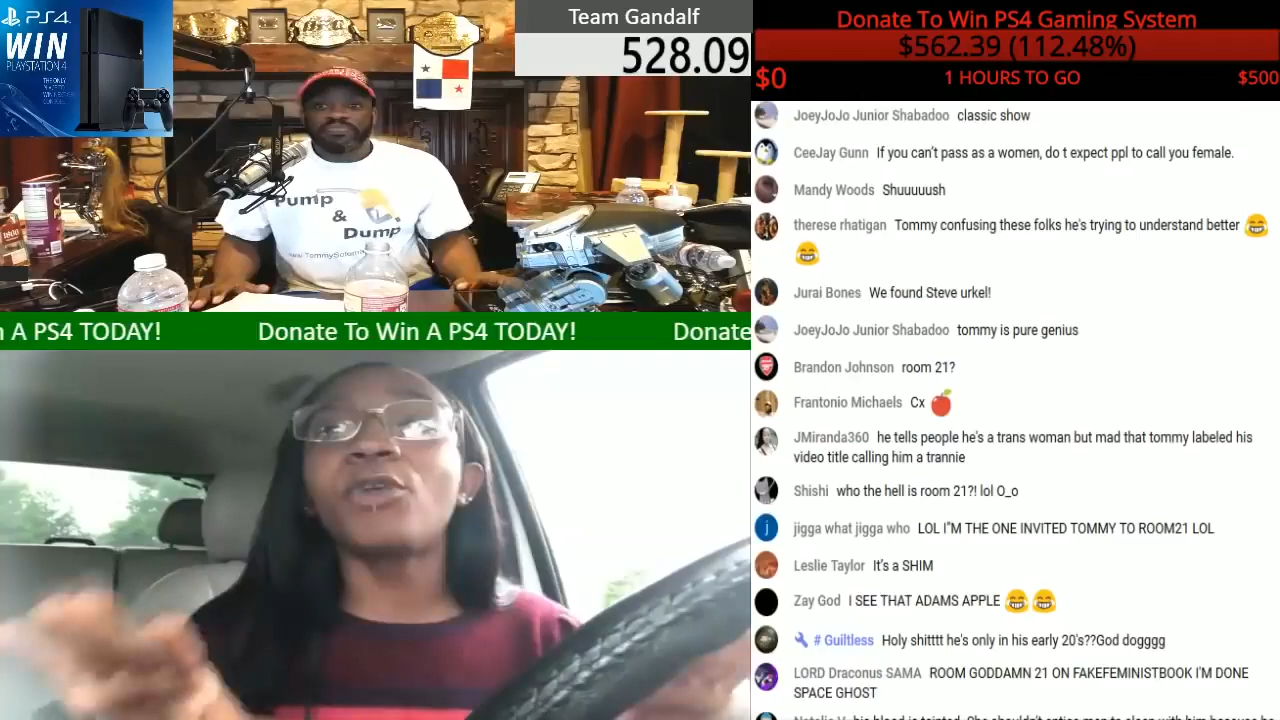 PS4
WIN
PLAYSTATION 4
Team Gandalf
528.09
Pump
&
Dump
Donate To Win PS4 Gaming System
$562.39 (112.48%)
$0 1 HOURS TO GO $500
n A PS4 TODAY! Donate To Win A PS4 TODAY! Donate
JoeyJoJo Junior Shabadoo classic show
CeeJay Gunn If you can't pass as a women, do t expect ppl to call you female.
Mandy Woods Shuuuuush
therese rhatigan Tommy confusing these folks he's trying to understand better 😂
😂
Jurai Bones We found Steve urkel!
JoeyJoJo Junior Shabadoo tommy is pure genius
Brandon Johnson room 21?
Frantonio Michaels Cx 🍎
JMiranda360 he tells people he's a trans woman but mad that tommy labeled his
video title calling him a trannie
Shishi who the hell is room 21?! lol O_o
j jigga what jigga who LOL I"M THE ONE INVITED TOMMY TO ROOM21 LOL
Leslie Taylor It's a SHIM
Zay God I SEE THAT ADAMS APPLE 😂 😂
# Guiltless Holy shitttt he's only in his early 20's??God dogggg
LORD Draconus SAMA ROOM GODDAMN 21 ON FAKEFEMINISTBOOK I'M DONE
SPACE GHOST